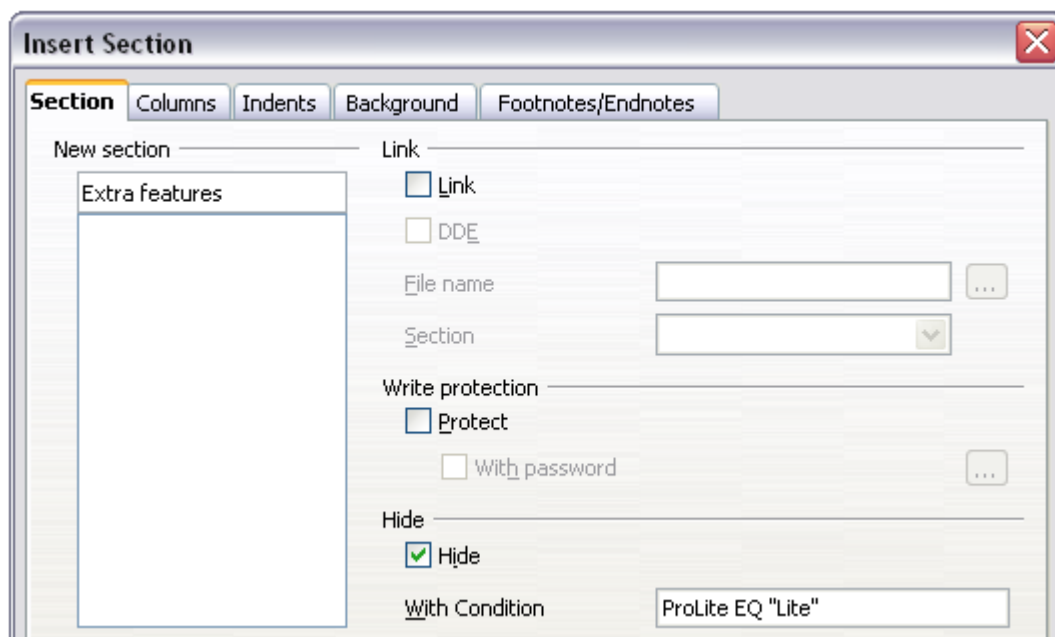 Insert Section
Section Columns Indents Background Footnotes/Endnotes
New section
Extra features
Link
Link
DDE
File name ...
Section
Write protection
Protect
With password ...
Hide
Hide
With Condition ProLite EQ "Lite"